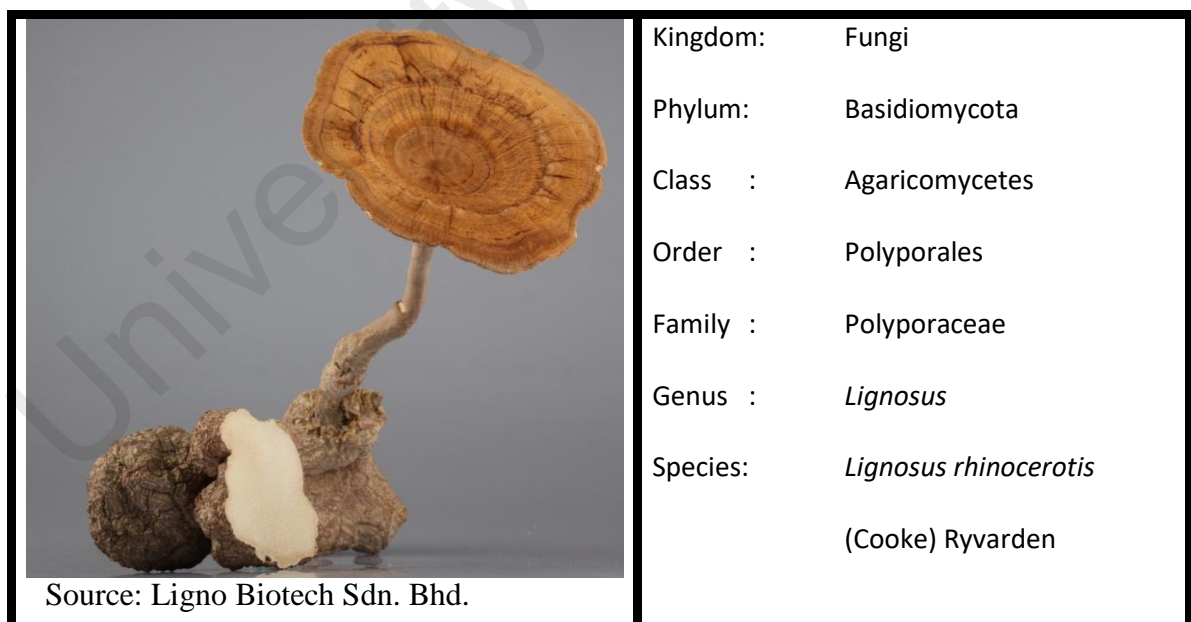 Kingdom: Fungi
Phylum: Basidiomycota
Class : Agaricomycetes
Order : Polyporales
Family : Polyporaceae
Genus : Lignosus
Species: Lignosus rhinocerotis
(Cooke) Ryvarden
Source: Ligno Biotech Sdn. Bhd.